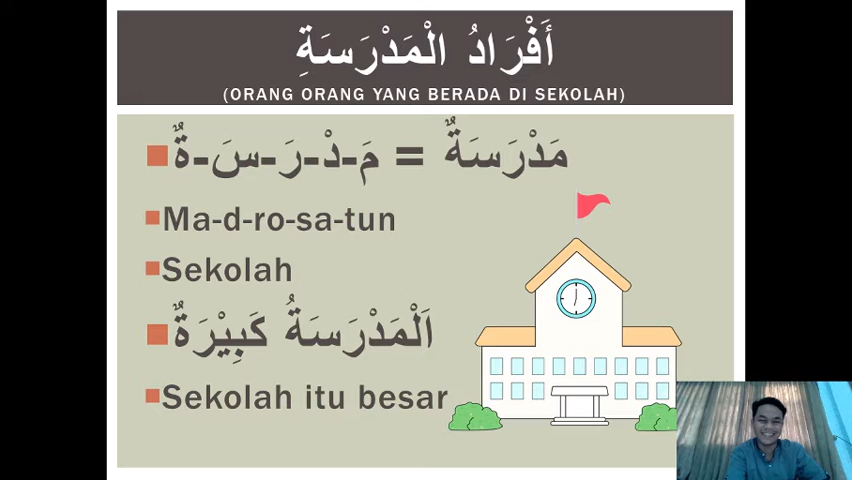 أَفْرَادُ الْمَدْرَسَةِ
(ORANG ORANG YANG BERADA DI SEKOLAH)
مَدْرَسَةٌ = مَ-دْ-رَ-سَ-ةٌ
Ma-d-ro-sa-tun
Sekolah
اَلْمَدْرَسَةُ كَبِيْرَةٌ
Sekolah itu besar